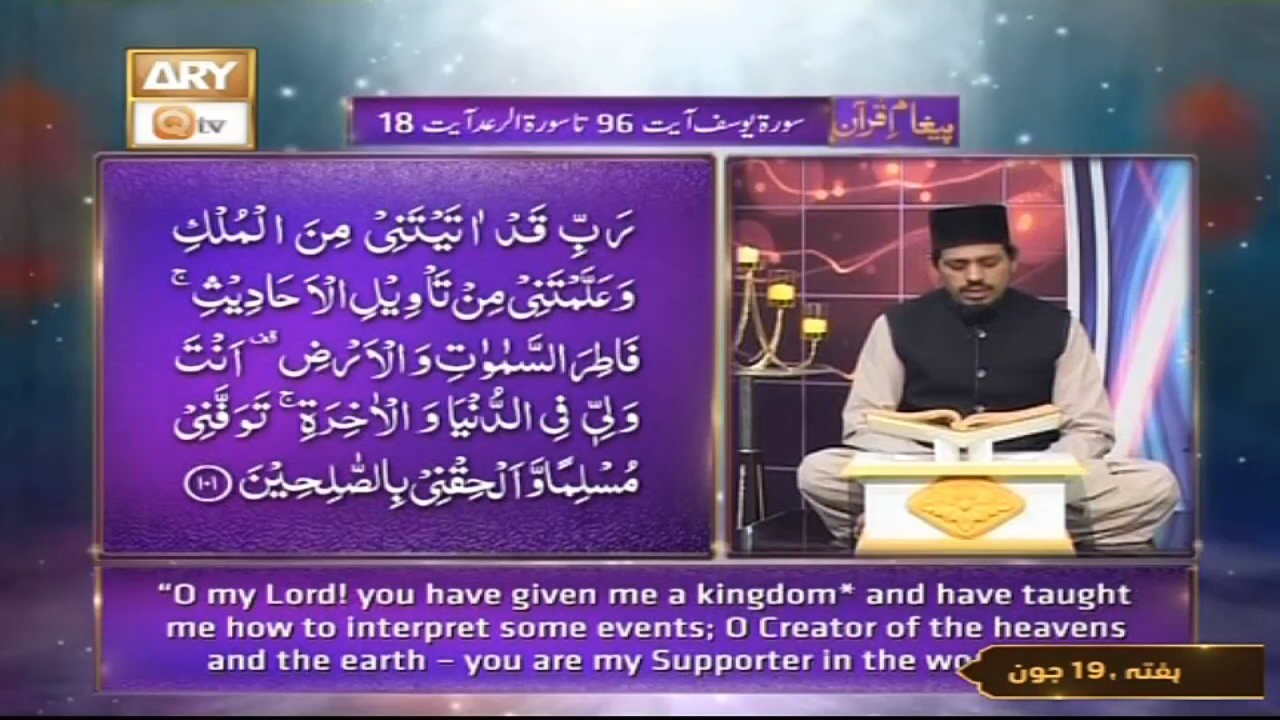 ARY
Qtv
پیغامِ قرآن
سورۃ یوسف آیت 96 تا سورۃ الرعد آیت 18
رَبِّ قَدْ اٰتَیْتَنِیْ مِنَ الْمُلْكِ
وَعَلَّمْتَنِیْ مِنْ تَاْوِیْلِ الْاَحَادِیْثِ ۚ
فَاطِرَ السَّمٰوٰتِ وَالْاَرْضِ ۫ اَنْتَ
وَلِیّٖ فِی الدُّنْیَا وَالْاٰخِرَةِ ۚ تَوَفَّنِیْ
مُسْلِمًا وَّاَلْحِقْنِیْ بِالصّٰلِحِیْنَ ۝۱۰۱
“O my Lord! you have given me a kingdom* and have taught
me how to interpret some events; O Creator of the heavens
and the earth – you are my Supporter in the wo
ہفتہ ,19 جون